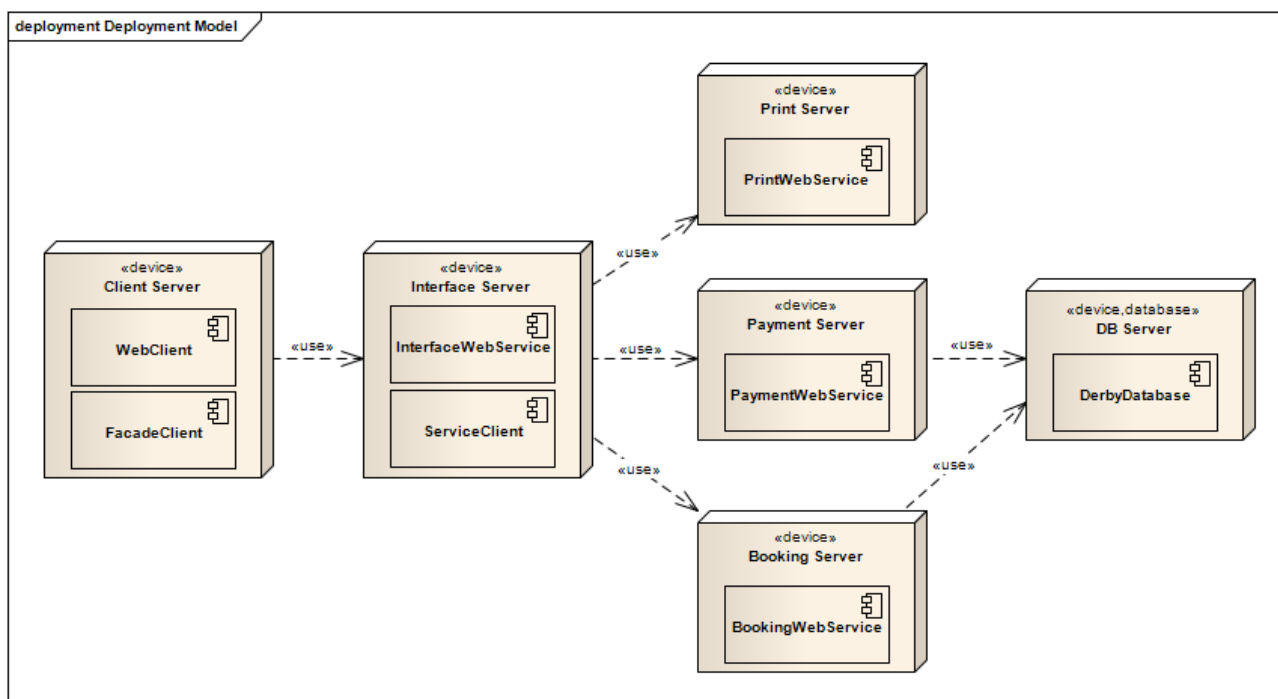 deployment Deployment Model
«device»
Print Server
PrintWebService
«use»
«device»
Client Server
WebClient
FacadeClient
«use»
«device»
Interface Server
InterfaceWebService
ServiceClient
«use»
«device»
Payment Server
PaymentWebService
«use»
«device,database»
DB Server
DerbyDatabase
«use»
«use»
«device»
Booking Server
BookingWebService